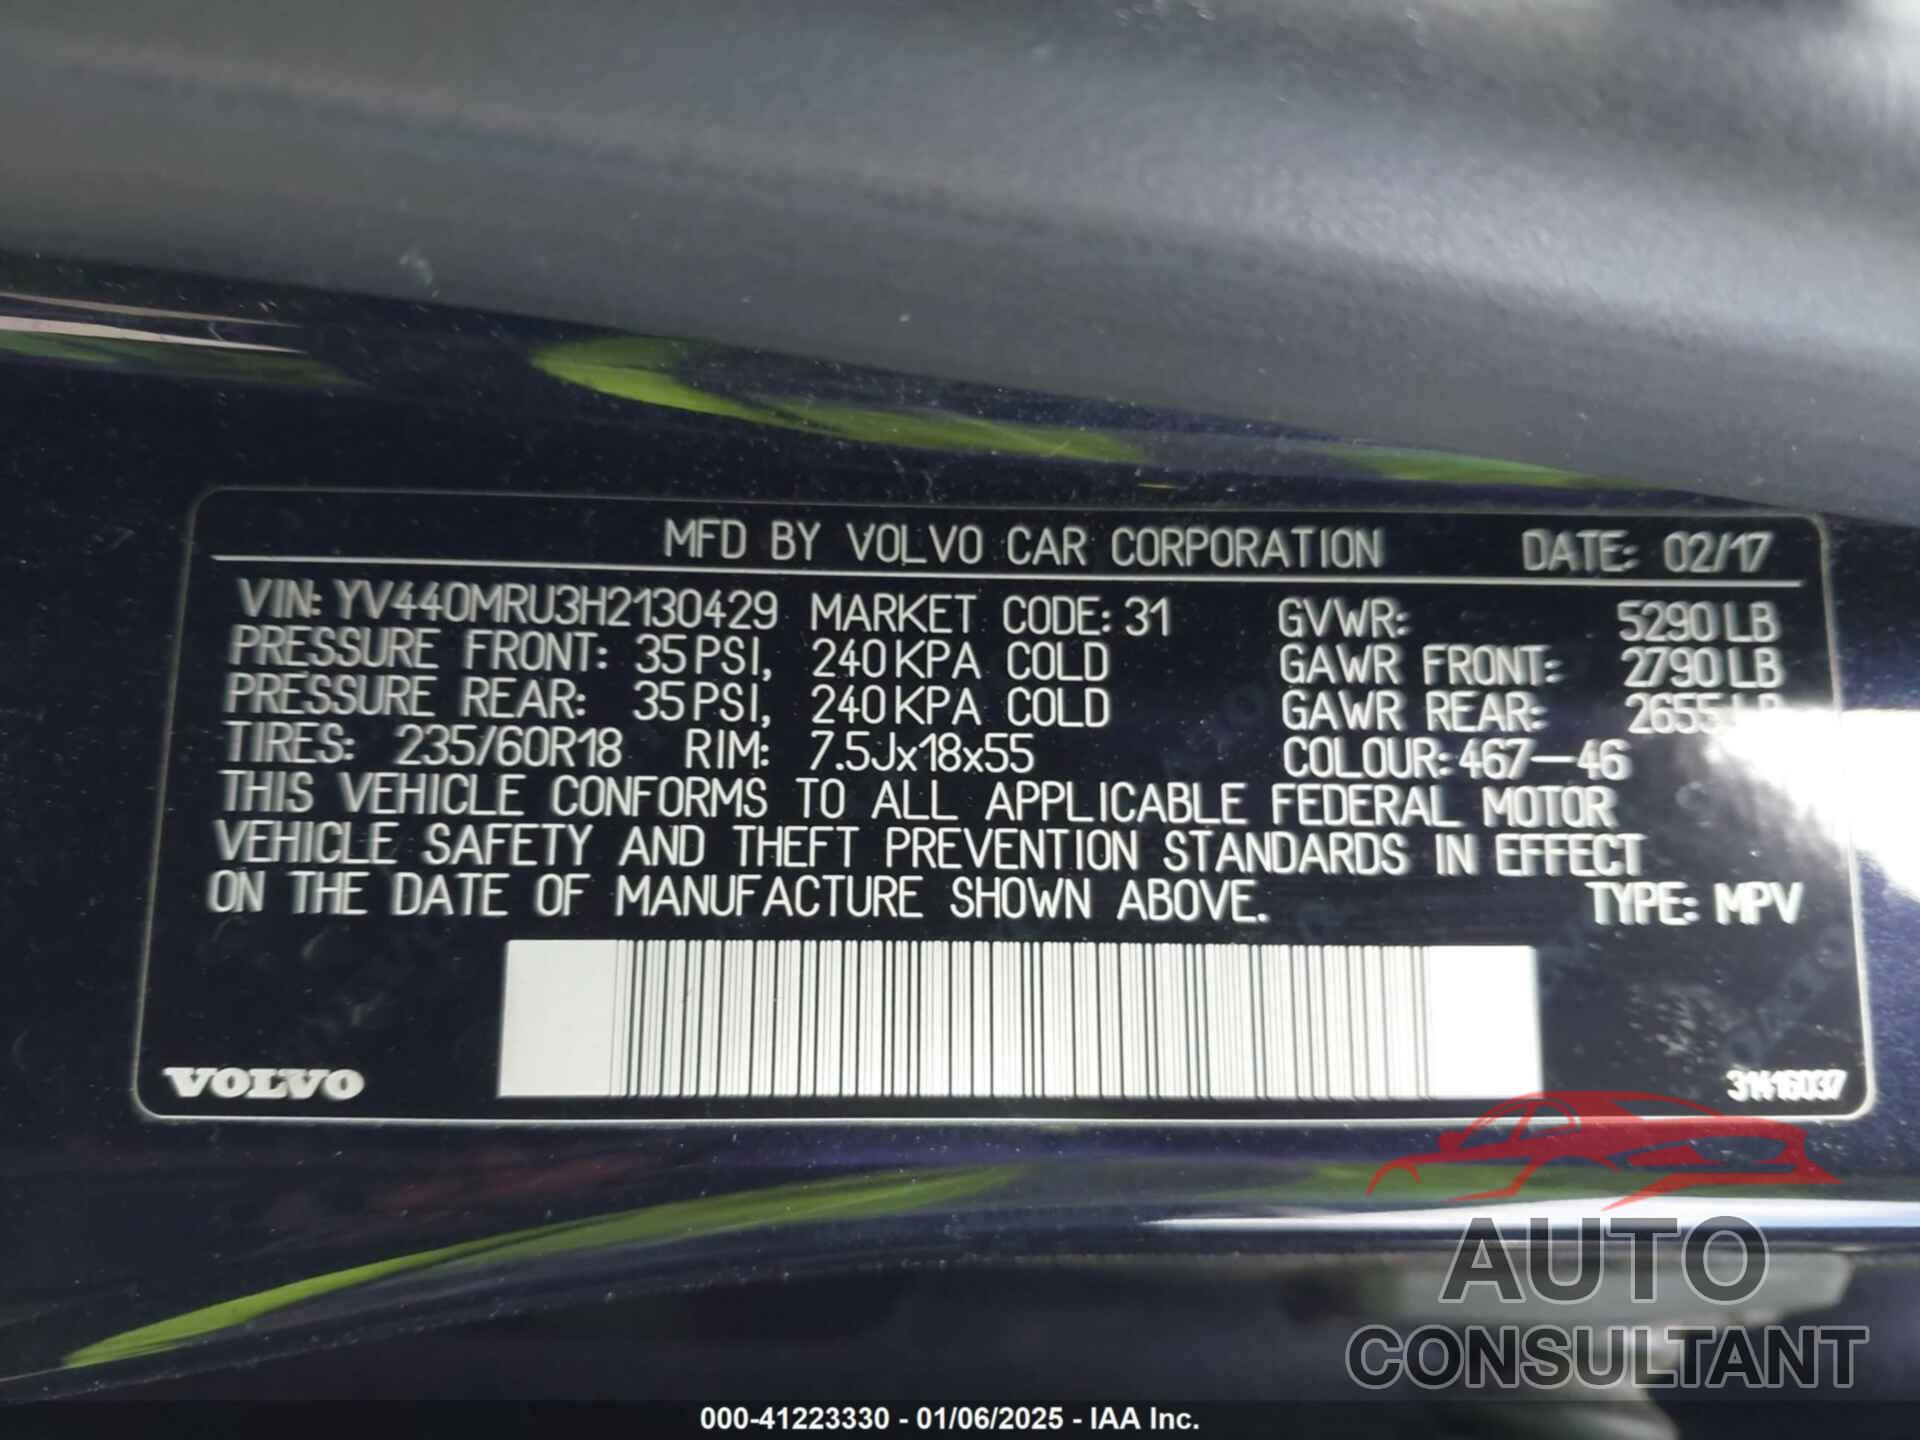 MFD BY VOLVO CAR CORPORATION DATE: 02/17
VIN: YV440MRU3H2130429 MARKET CODE: 31 GVWR: 5290 LB
PRESSURE FRONT: 35 PSI, 240 KPA COLD GAWR FRONT: 2790 LB
PRESSURE REAR: 35 PSI, 240 KPA COLD GAWR REAR: 2655 LB
TIRES: 235/60R18 RIM: 7.5Jx18x55 COLOUR: 467-46
THIS VEHICLE CONFORMS TO ALL APPLICABLE FEDERAL MOTOR
VEHICLE SAFETY AND THEFT PREVENTION STANDARDS IN EFFECT
ON THE DATE OF MANUFACTURE SHOWN ABOVE. TYPE: MPV
VOLVO 31416037
AUTO
CONSULTANT
000-41223330 - 01/06/2025 - IAA Inc.